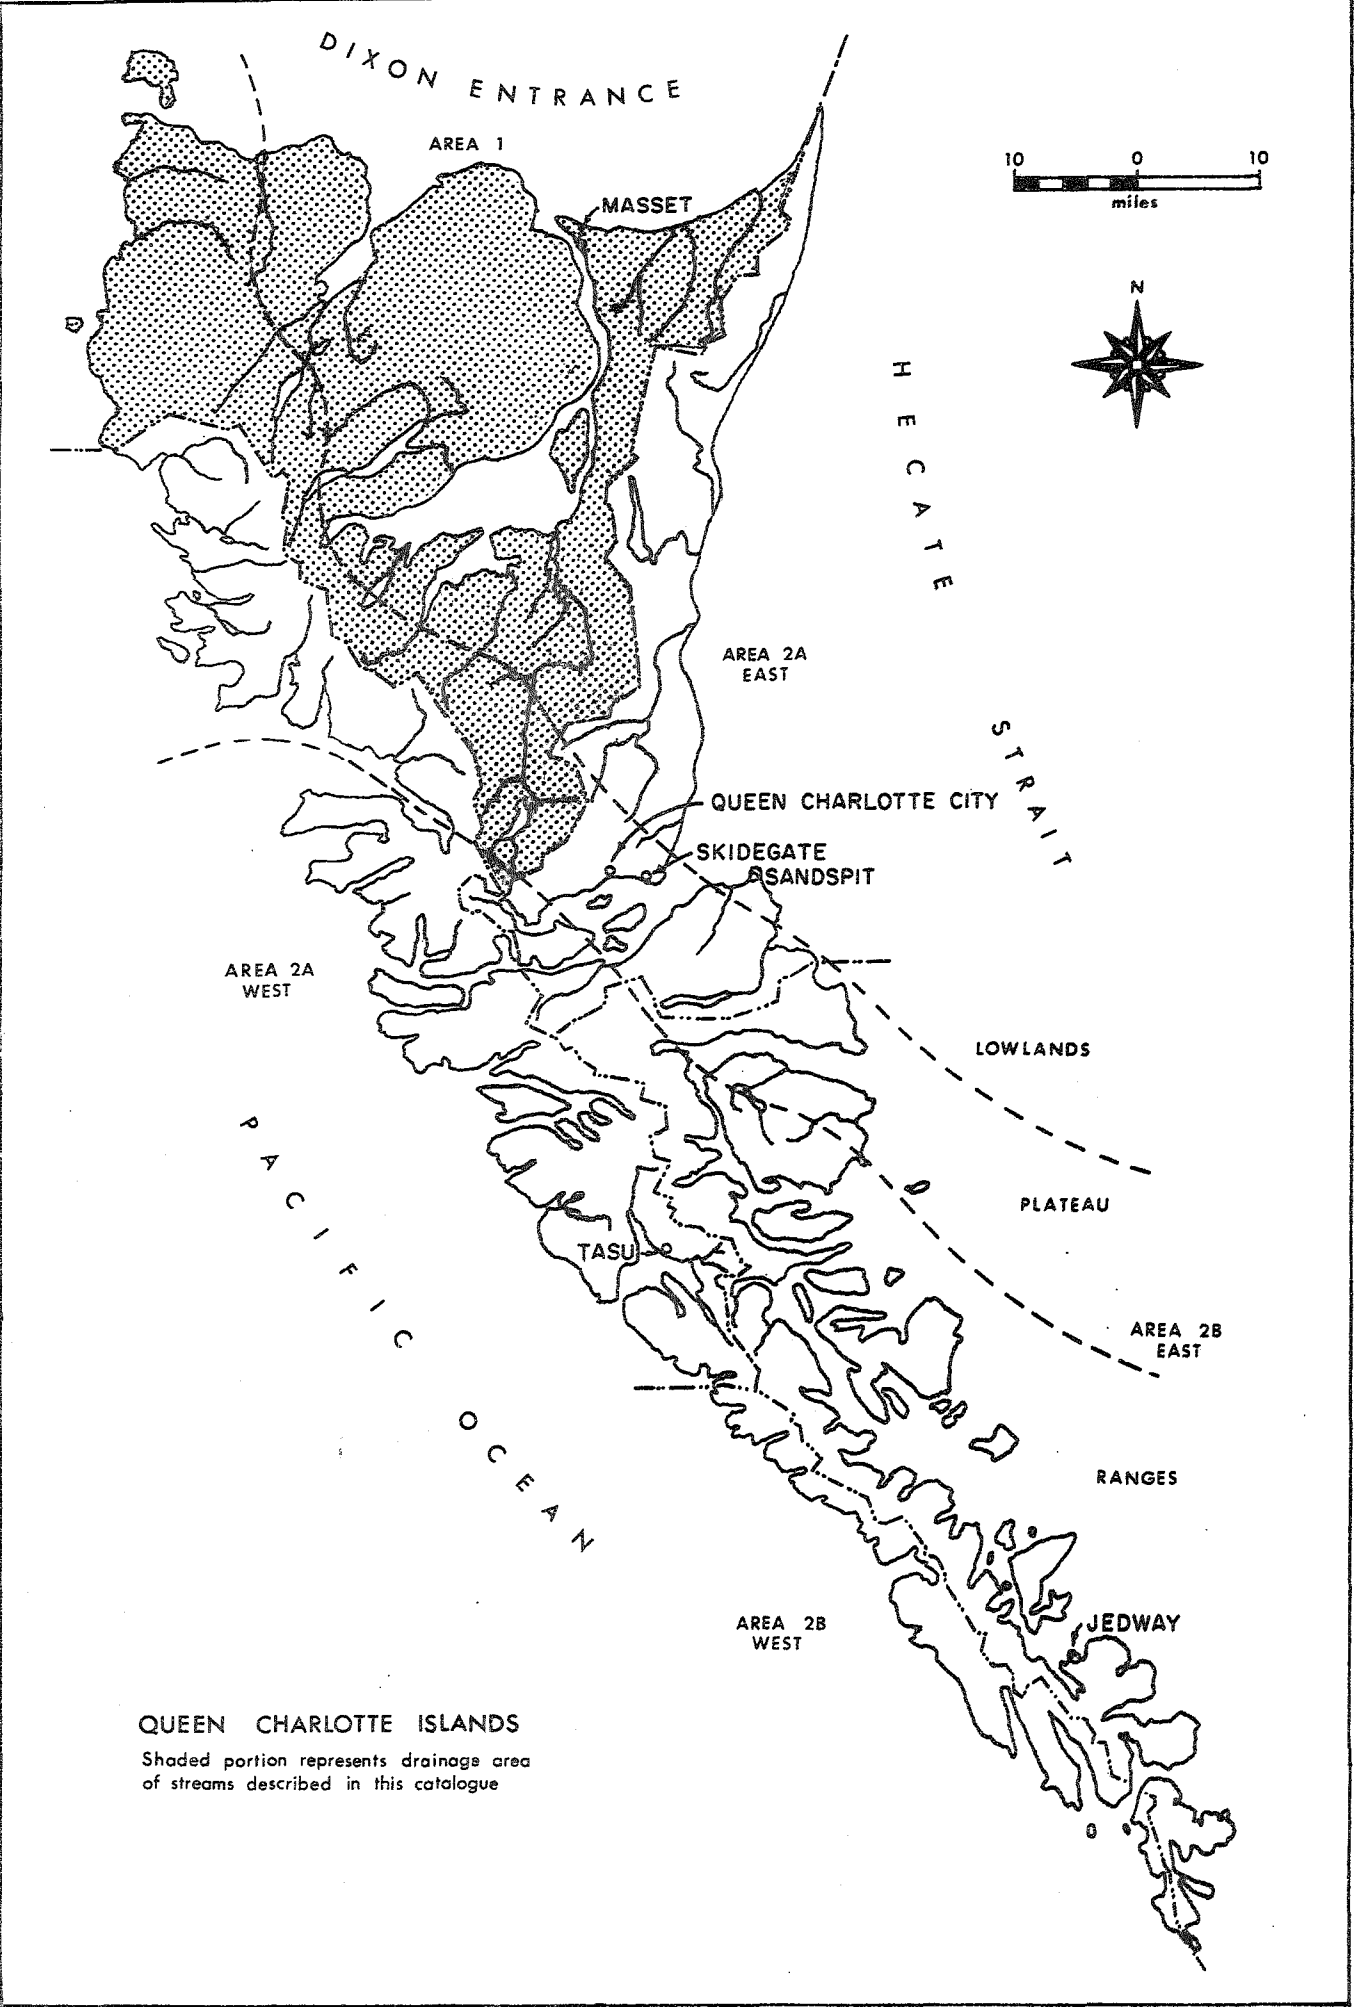 DIXON ENTRANCE
AREA 1
10 0 10
miles
MASSET
N
HECATE STRAIT
AREA 2A
EAST
QUEEN CHARLOTTE CITY
SKIDEGATE
SANDSPIT
AREA 2A
WEST
LOWLANDS
PACIFIC OCEAN
PLATEAU
TASU
AREA 2B
EAST
RANGES
AREA 2B
WEST
JEDWAY
QUEEN CHARLOTTE ISLANDS
Shaded portion represents drainage area
of streams described in this catalogue